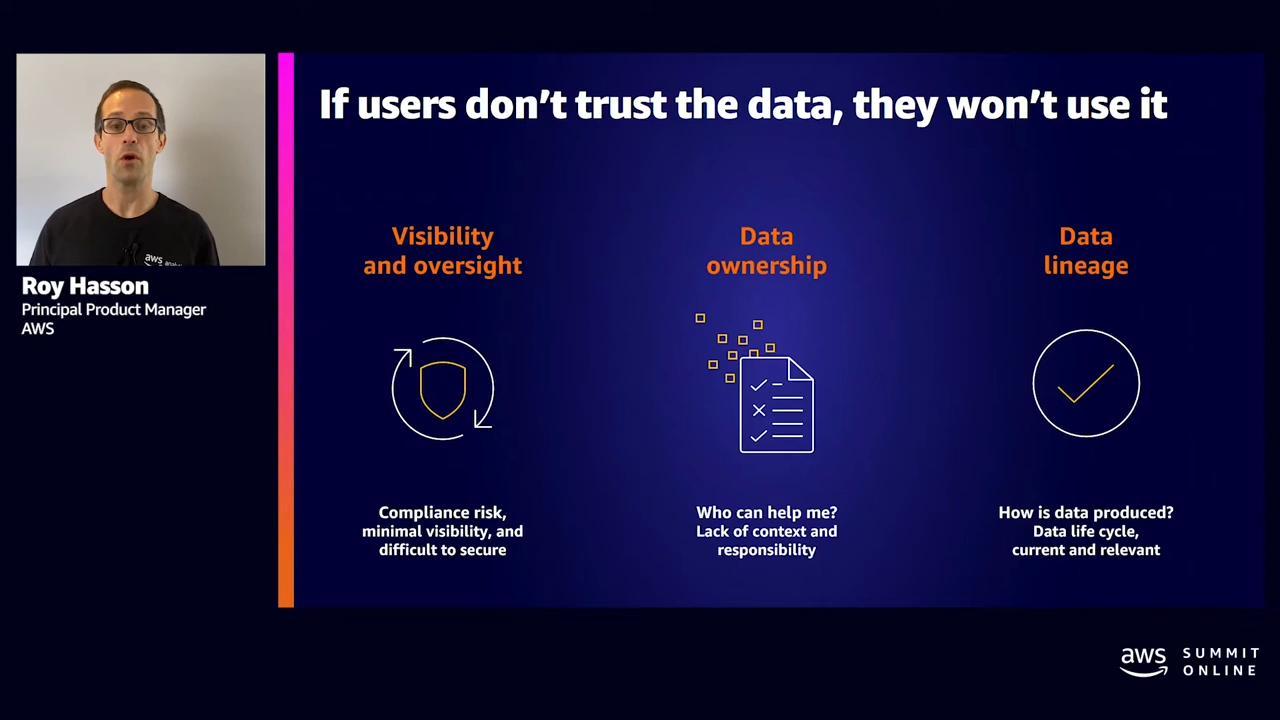 If users don't trust the data, they won't use it
aws
Roy Hasson
Principal Product Manager
AWS
Visibility
and oversight
Compliance risk,
minimal visibility, and
difficult to secure
Data
ownership
Who can help me?
Lack of context and
responsibility
Data
lineage
How is data produced?
Data life cycle,
current and relevant
aws
SUMMIT
ONLINE